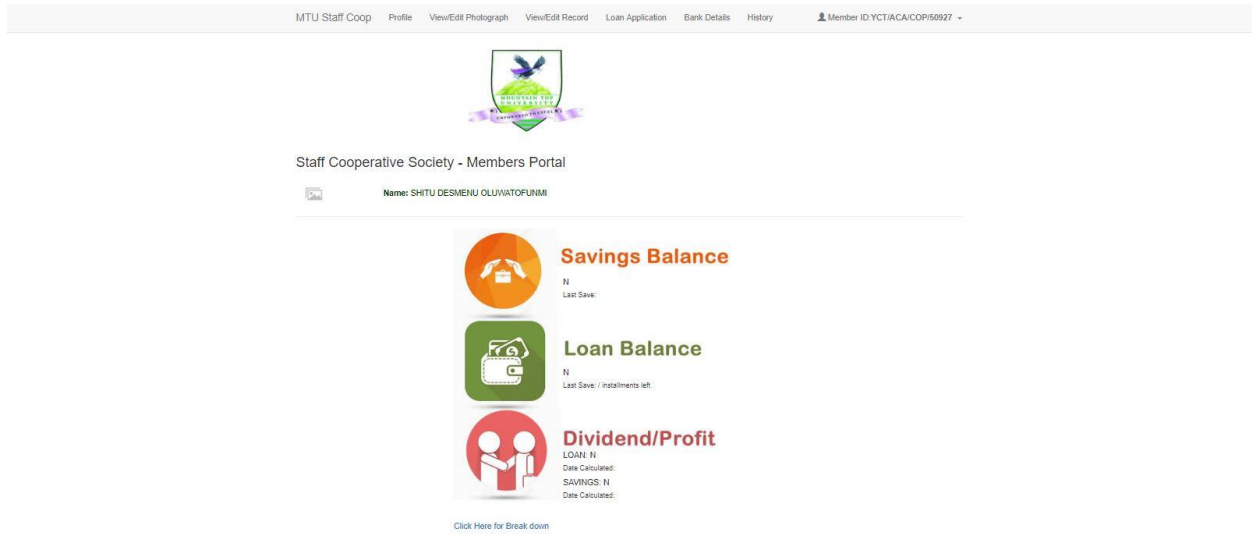 MTU Staff Coop Profile View/Edit Photograph View/Edit Record Loan Application Bank Details History Member ID:YCT/ACA/COP/50927
MOUNTAIN TOP
UNIVERSITY
Staff Cooperative Society - Members Portal
Name: SHITU DESMENU OLUWATOFUNMI
Savings Balance
N
Last Save:
Loan Balance
N
Last Save: / installments left
Dividend/Profit
LOAN: N
Date Calculated:
SAVINGS: N
Date Calculated:
Click Here for Break down